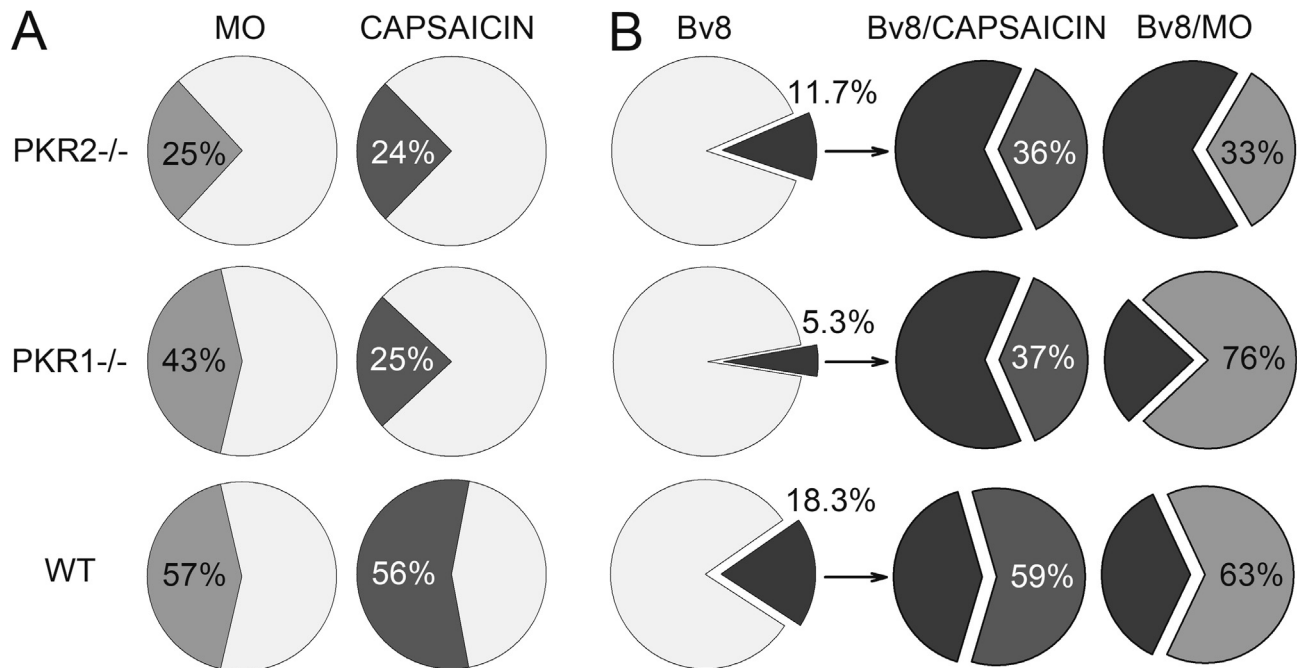 A MO CAPSAICIN B Bv8 Bv8/CAPSAICIN Bv8/MO
PKR2-/- 25% 24% 11.7% 36% 33%
PKR1-/- 43% 25% 5.3% 37% 76%
WT 57% 56% 18.3% 59% 63%